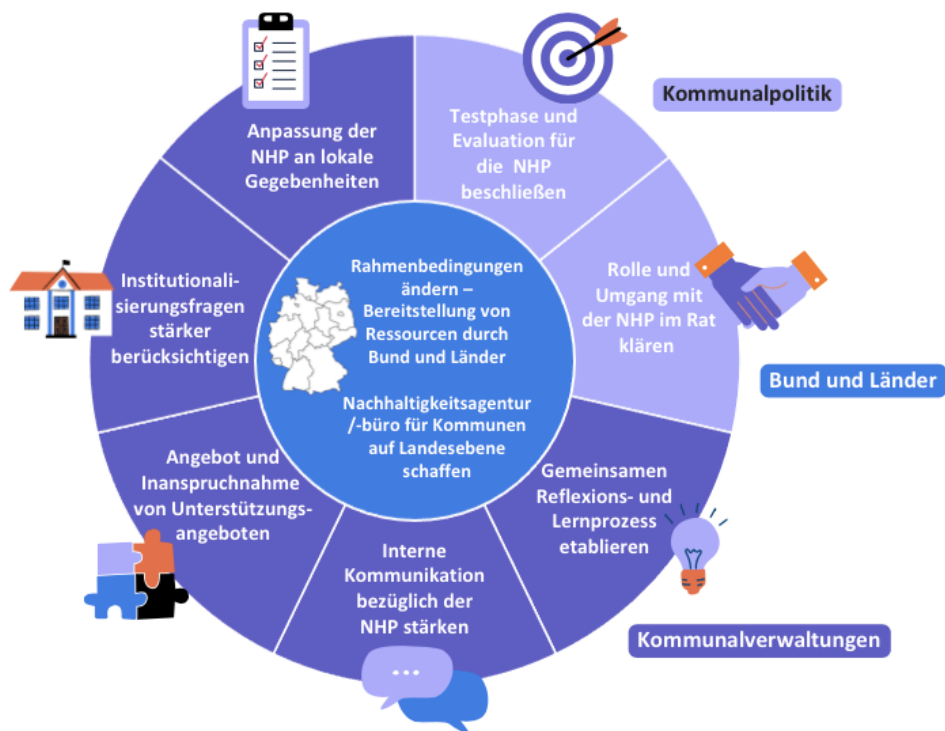 Kommunalpolitik
Testphase und
Evaluation für
die NHP
beschließen
Rolle und
Umgang mit
der NHP im Rat
klären
Bund und Länder
Gemeinsamen
Reflexions- und
Lernprozess
etablieren
Kommunalverwaltungen
Interne
Kommunikation
bezüglich der
NHP stärken
Angebot und
Inanspruchnahme
von Unterstützungs-
angeboten
Institutionali-
sierungsfragen
stärker
berücksichtigen
Anpassung der
NHP an lokale
Gegebenheiten
Rahmenbedingungen
ändern –
Bereitstellung von
Ressourcen durch
Bund und Länder
Nachhaltigkeitsagentur
/-büro für Kommunen
auf Landesebene
schaffen